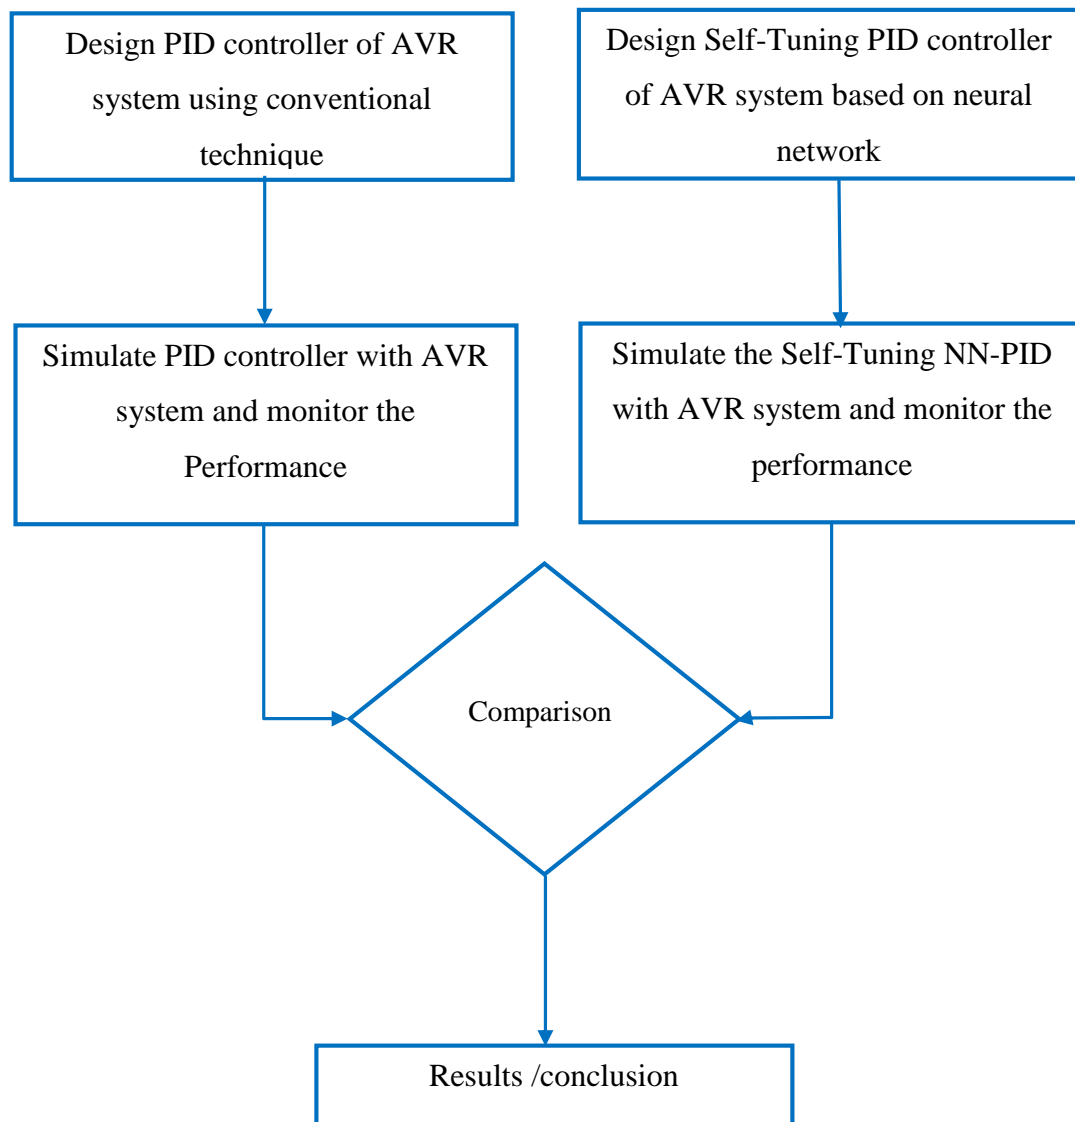 Design PID controller of AVR
system using conventional
technique
Design Self-Tuning PID controller
of AVR system based on neural
network
Simulate PID controller with AVR
system and monitor the
Performance
Simulate the Self-Tuning NN-PID
with AVR system and monitor the
performance
Comparison
Results /conclusion